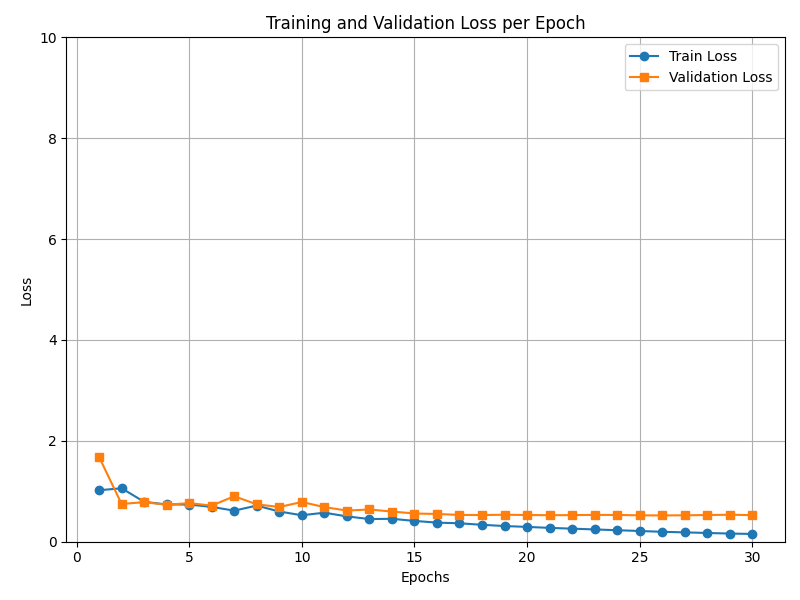 Training and Validation Loss per Epoch
10
8
6
4
2
0
Loss
Train Loss
Validation Loss
0 5 10 15 20 25 30
Epochs